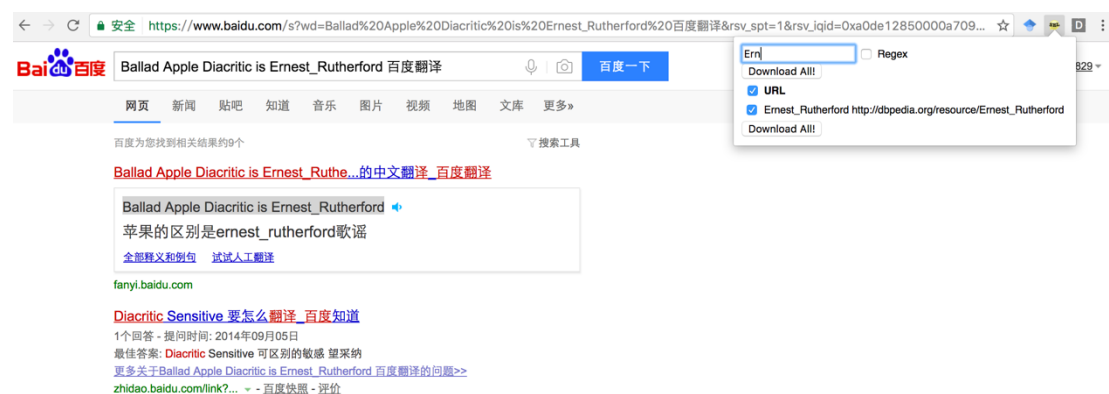 安全 https://www.baidu.com/s?wd=Ballad%20Apple%20Diacritic%20is%20Ernest_Rutherford%20百度翻译&rsv_spt=1&rsv_iqid=0xa0de12850000a709...
D
Ern
Regex
Download All!
URL
Ernest_Rutherford http://dbpedia.org/resource/Ernest_Rutherford
Download All!
Bai du 百度
Ballad Apple Diacritic is Ernest_Rutherford 百度翻译
百度一下
829
网页 新闻 贴吧 知道 音乐 图片 视频 地图 文库 更多»
百度为您找到相关结果约9个
搜索工具
Ballad Apple Diacritic is Ernest_Ruthe...的中文翻译_百度翻译
Ballad Apple Diacritic is Ernest_Rutherford
苹果的区别是ernest_rutherford歌谣
全部释义和例句 试试人工翻译
fanyi.baidu.com
Diacritic Sensitive 要怎么翻译_百度知道
1个回答 - 提问时间: 2014年09月05日
最佳答案: Diacritic Sensitive 可区别的敏感 望采纳
更多关于Ballad Apple Diacritic is Ernest_Rutherford 百度翻译的问题>>
zhidao.baidu.com/link?... - 百度快照 - 评价